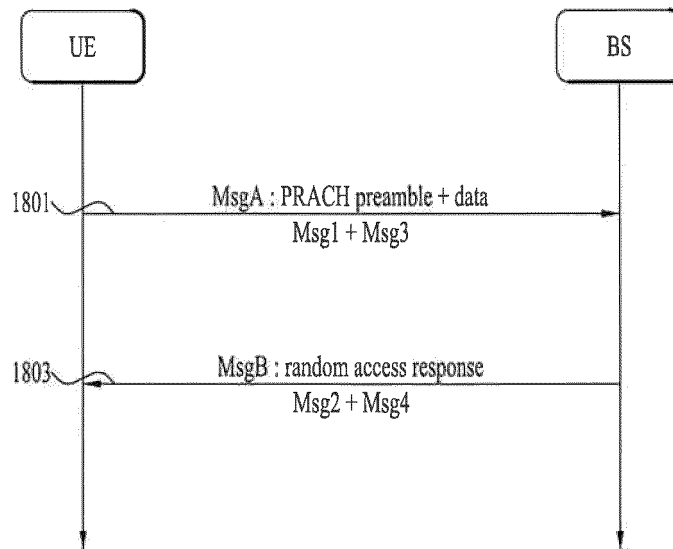 UE
BS
1801
MsgA : PRACH preamble + data
Msg1 + Msg3
1803
MsgB : random access response
Msg2 + Msg4